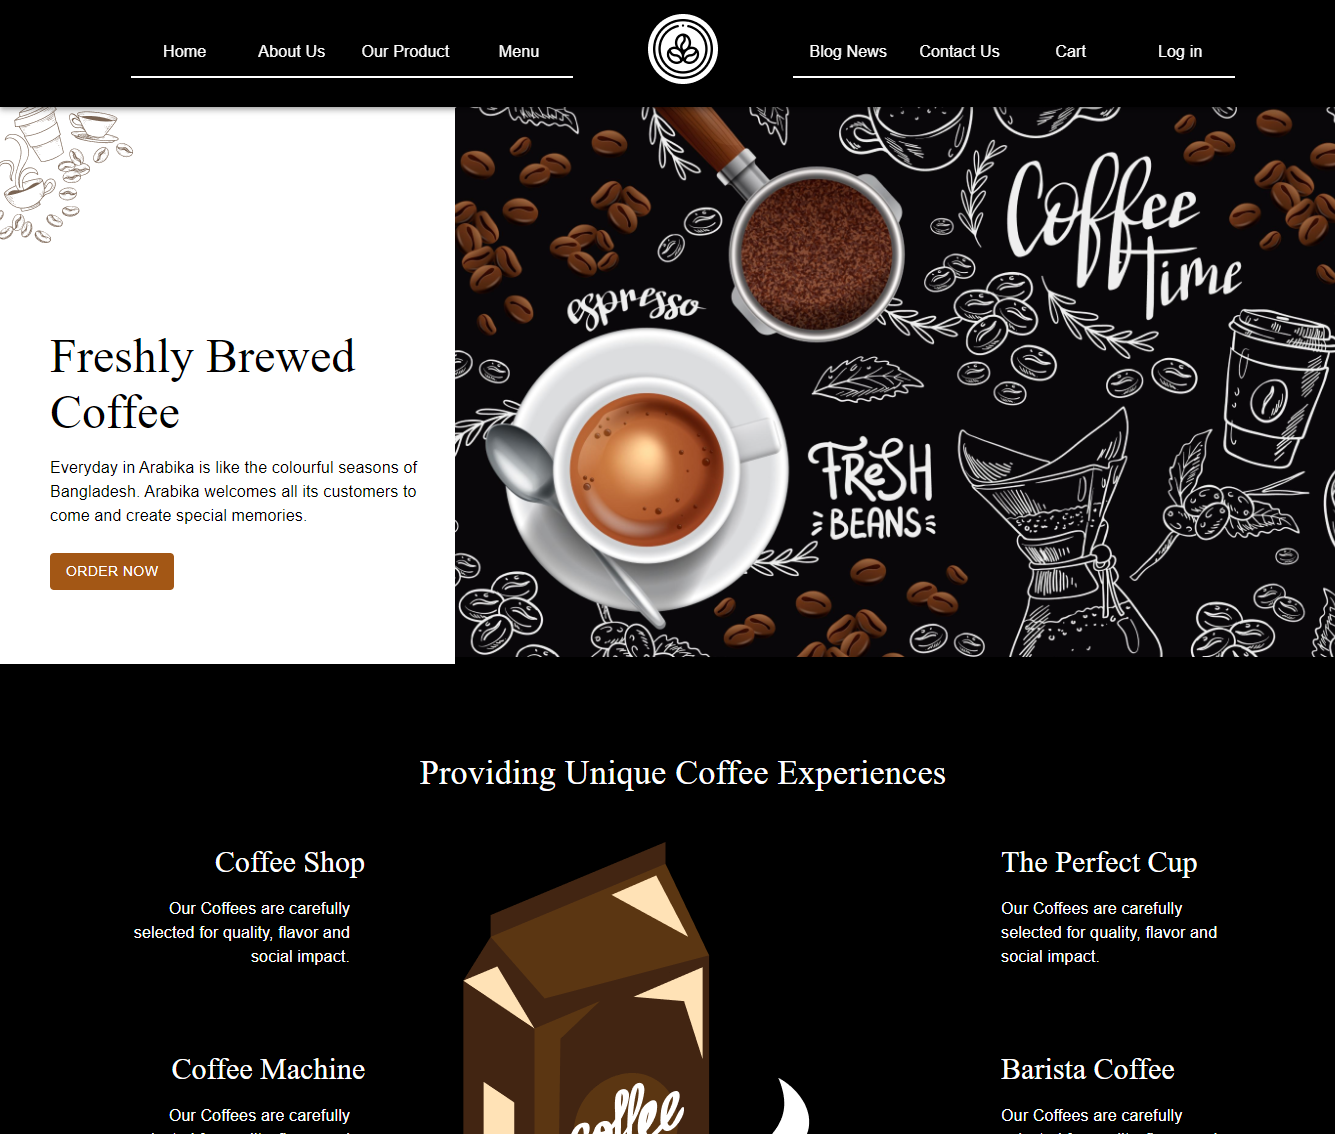 Home About Us Our Product Menu Blog News Contact Us Cart Log in
Coffee
time
espresso
FReSH
BEANS
Freshly Brewed
Coffee
Everyday in Arabika is like the colourful seasons of
Bangladesh. Arabika welcomes all its customers to
come and create special memories.
ORDER NOW
Providing Unique Coffee Experiences
Coffee Shop
Our Coffees are carefully
selected for quality, flavor and
social impact.
The Perfect Cup
Our Coffees are carefully
selected for quality, flavor and
social impact.
Coffee Machine
Our Coffees are carefully
coffee
Barista Coffee
Our Coffees are carefully